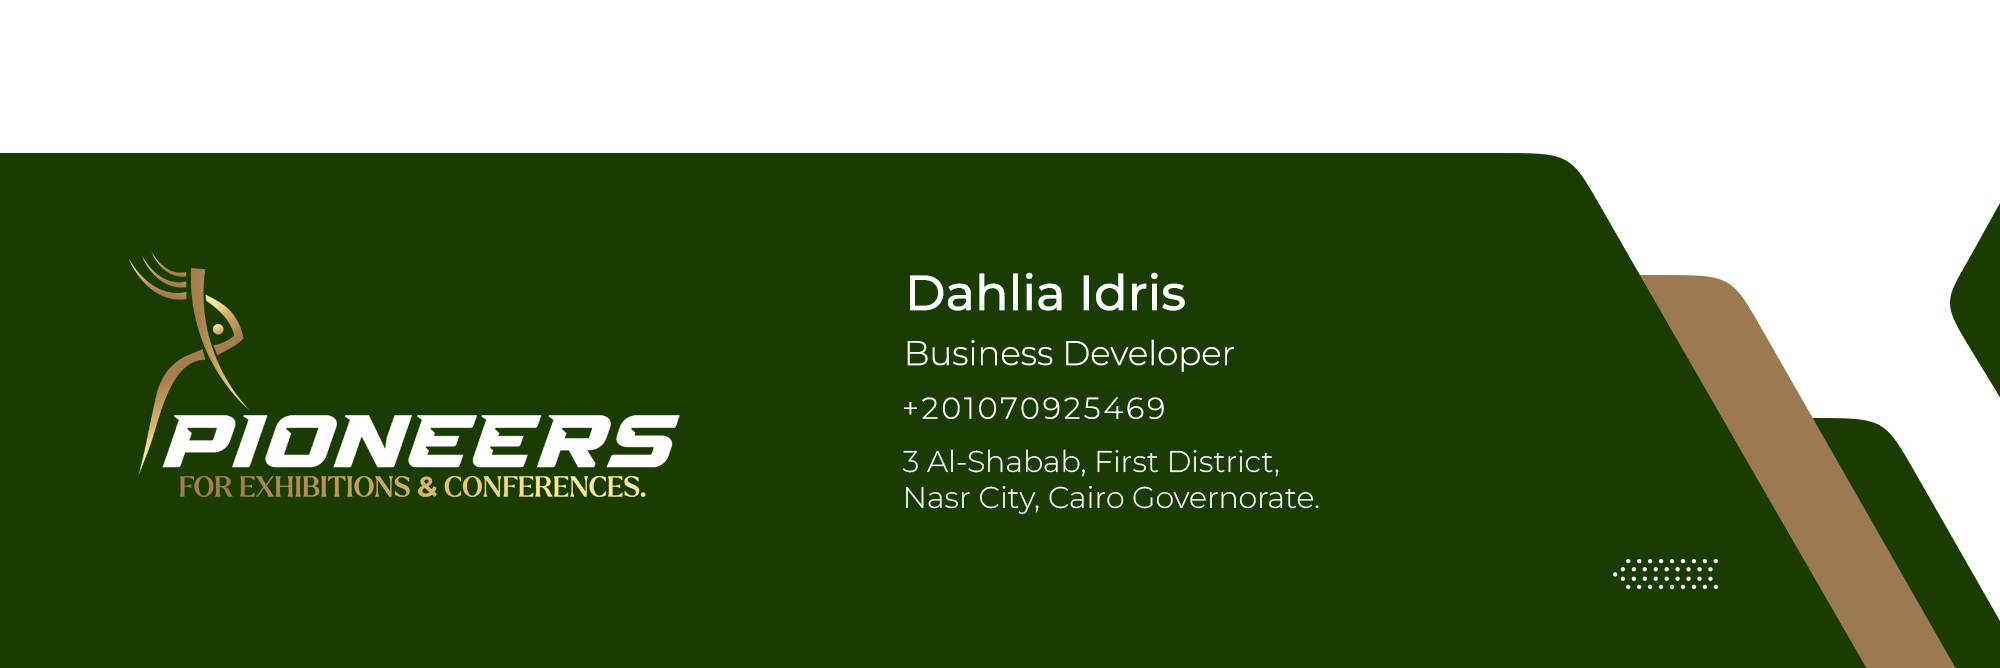 PIONEERS
FOR EXHIBITIONS & CONFERENCES.
Dahlia Idris
Business Developer
+201070925469
3 Al-Shabab, First District,
Nasr City, Cairo Governorate.